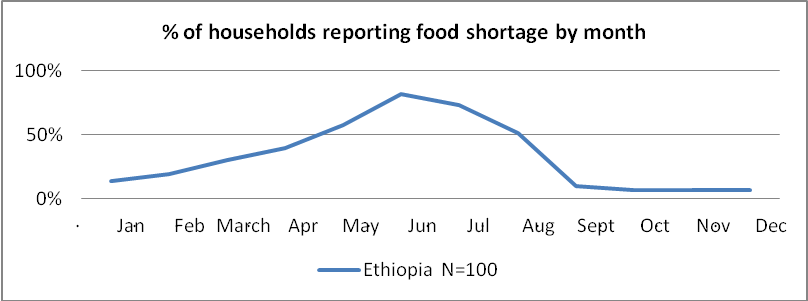 % of households reporting food shortage by month
100%
50%
0%
. Jan Feb March Apr May Jun Jul Aug Sept Oct Nov Dec
Ethiopia N=100